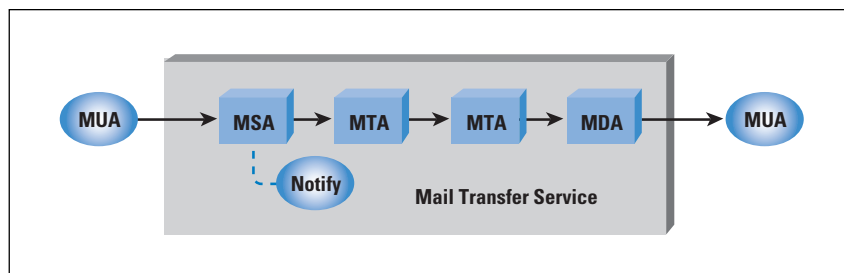 MUA
MSA
MTA
MTA
MDA
MUA
Notify
Mail Transfer Service